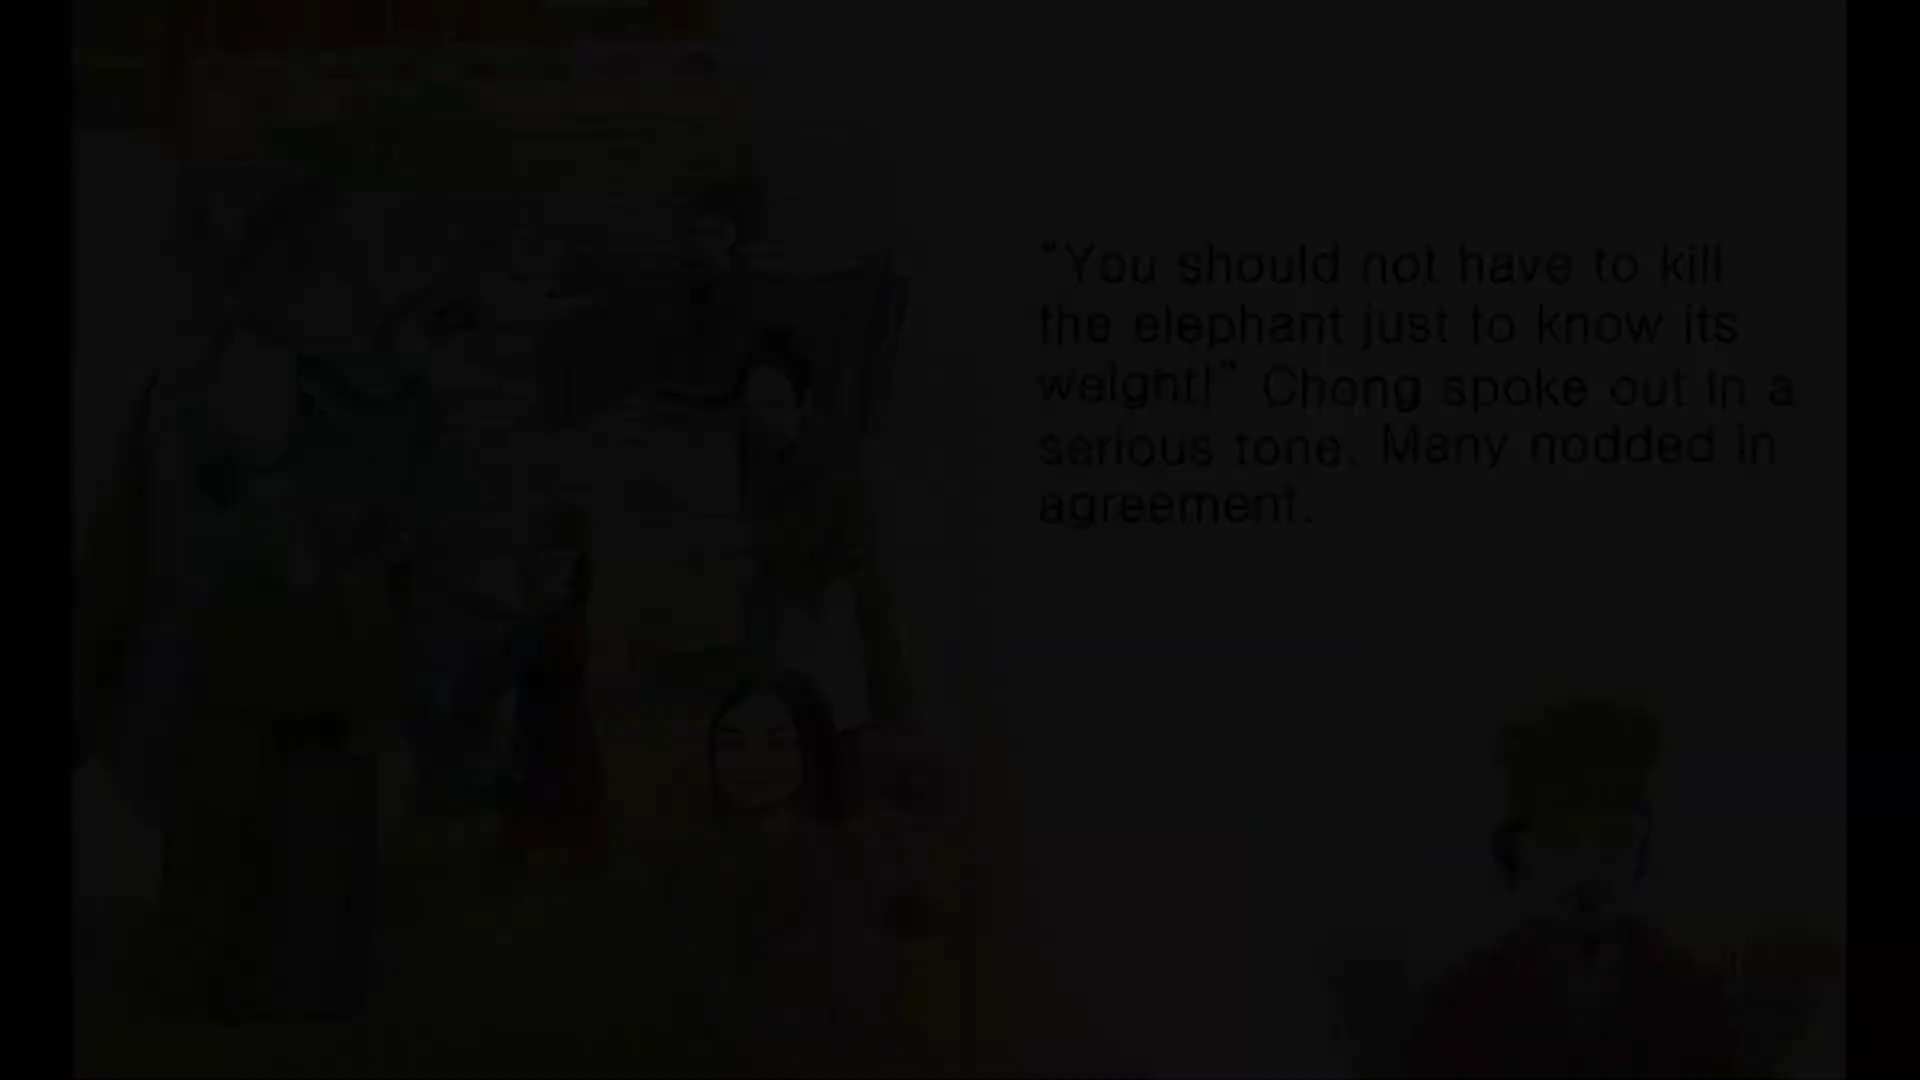 "You should not have to kill
the elephant just to know its
weight!" Chong spoke out in a
serious tone. Many nodded in
agreement.